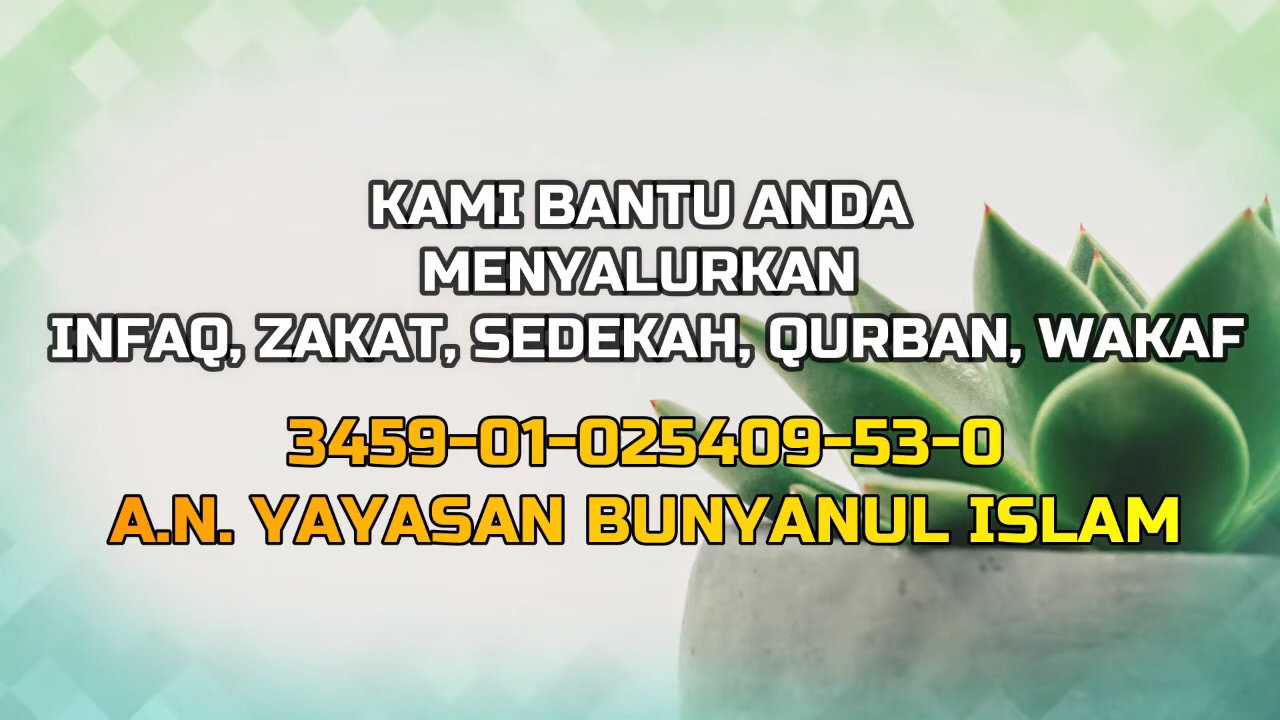 KAMI BANTU ANDA
MENYALURKAN
INFAQ, ZAKAT, SEDEKAH, QURBAN, WAKAF
3459-01-025409-53-0
A.N. YAYASAN BUNYANUL ISLAM